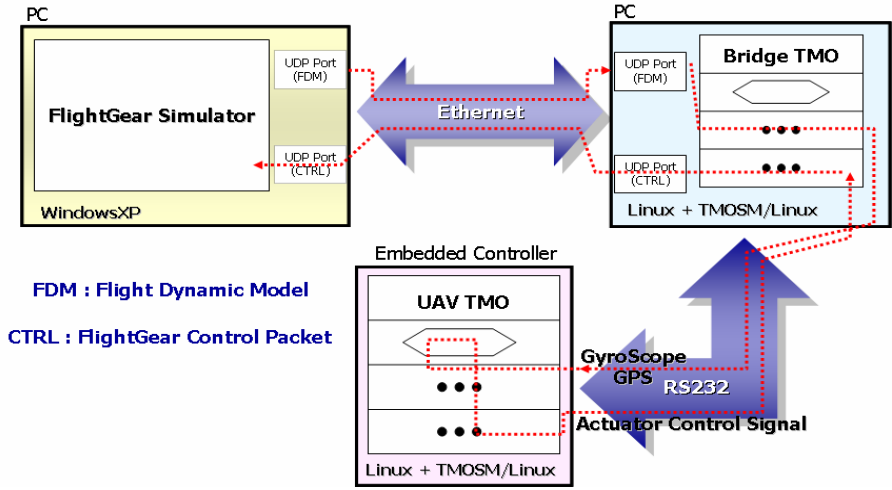 PC
PC
FlightGear Simulator
UDP Port
(FDM)
UDP Port
(CTRL)
WindowsXP
Ethernet
UDP Port
(FDM)
UDP Port
(CTRL)
Bridge TMO
Linux + TMOSM/Linux
FDM : Flight Dynamic Model
CTRL : FlightGear Control Packet
Embedded Controller
UAV TMO
Linux + TMOSM/Linux
GyroScope
GPS
RS232
Actuator Control Signal